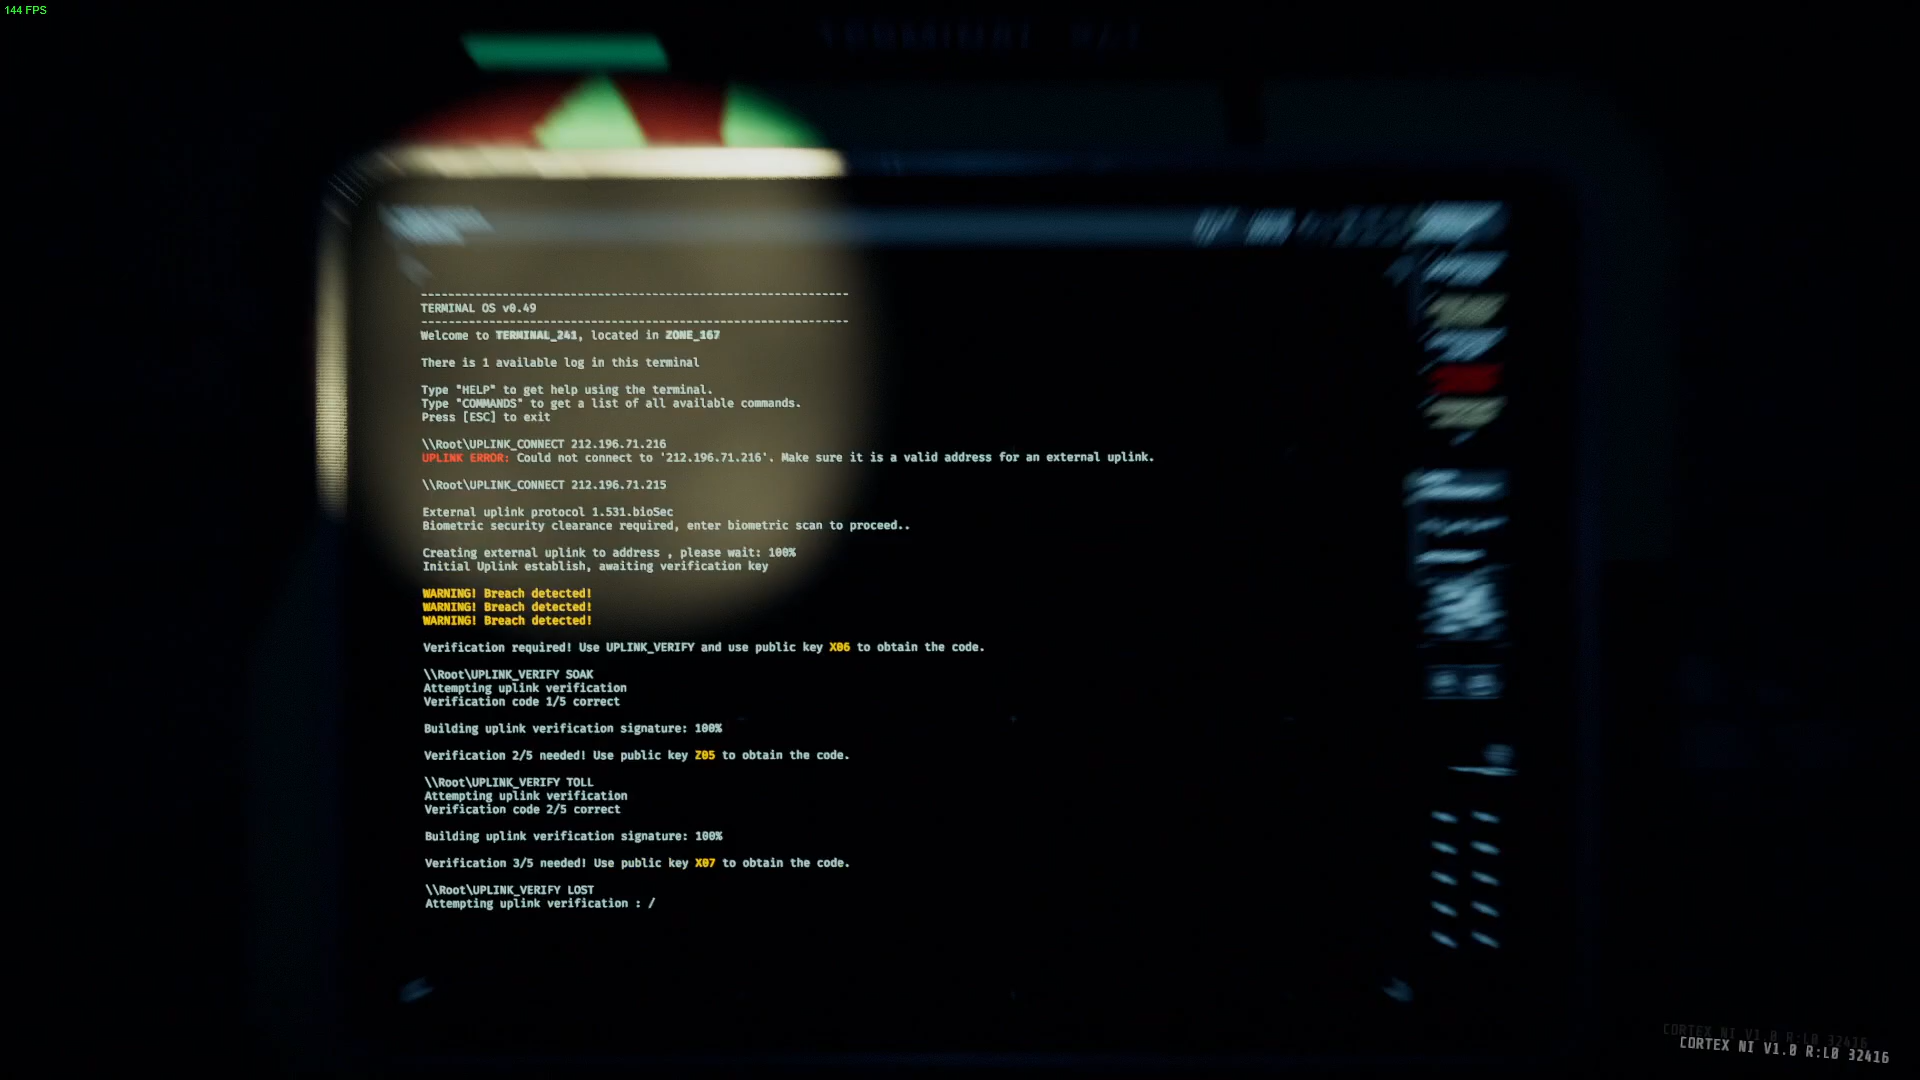 144 FPS
TERMINAL OS v0.49
Welcome to TERMINAL_241, located in ZONE_167
There is 1 available log in this terminal
Type "HELP" to get help using the terminal.
Type "COMMANDS" to get a list of all available commands.
Press [ESC] to exit
\\Root\UPLINK_CONNECT 212.196.71.216
UPLINK ERROR: Could not connect to '212.196.71.216'. Make sure it is a valid address for an external uplink.
\\Root\UPLINK_CONNECT 212.196.71.215
External uplink protocol 1.531.bioSec
Biometric security clearance required, enter biometric scan to proceed..
Creating external uplink to address , please wait: 100%
Initial Uplink establish, awaiting verification key
WARNING! Breach detected!
WARNING! Breach detected!
WARNING! Breach detected!
Verification required! Use UPLINK_VERIFY and use public key X06 to obtain the code.
\\Root\UPLINK_VERIFY SOAK
Attempting uplink verification
Verification code 1/5 correct
Building uplink verification signature: 100%
Verification 2/5 needed! Use public key Z05 to obtain the code.
\\Root\UPLINK_VERIFY TOLL
Attempting uplink verification
Verification code 2/5 correct
Building uplink verification signature: 100%
Verification 3/5 needed! Use public key X07 to obtain the code.
\\Root\UPLINK_VERIFY LOST
Attempting uplink verification : /
CORTEX NI V1.0 R:L0 32416